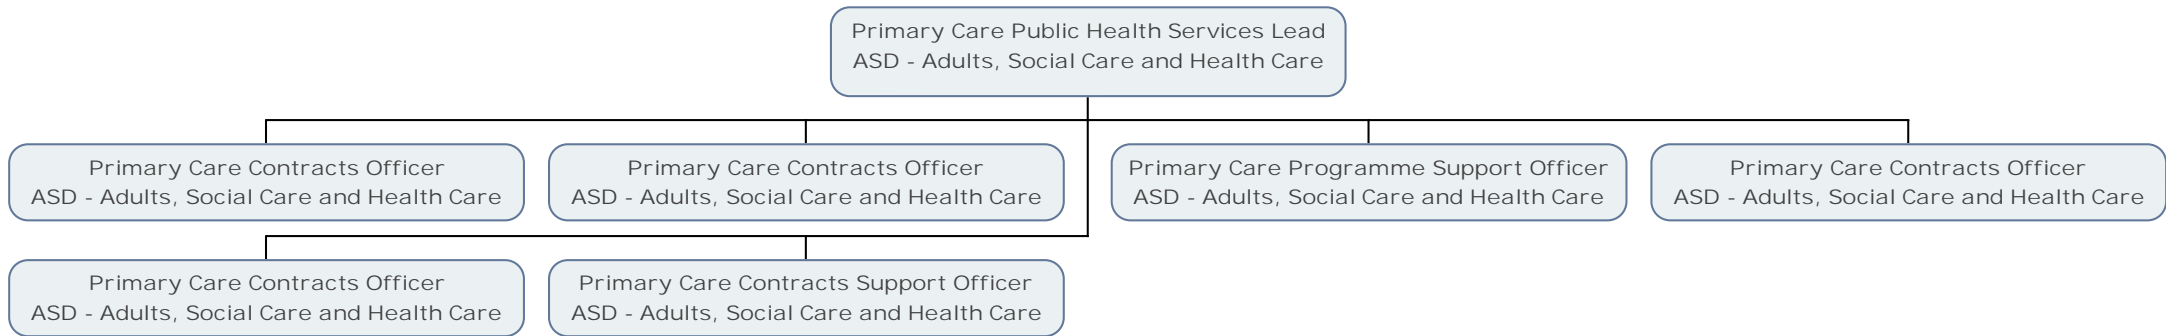 Primary Care Public Health Services Lead
ASD - Adults, Social Care and Health Care
Primary Care Contracts Officer
ASD - Adults, Social Care and Health Care
Primary Care Contracts Officer
ASD - Adults, Social Care and Health Care
Primary Care Programme Support Officer
ASD - Adults, Social Care and Health Care
Primary Care Contracts Officer
ASD - Adults, Social Care and Health Care
Primary Care Contracts Officer
ASD - Adults, Social Care and Health Care
Primary Care Contracts Support Officer
ASD - Adults, Social Care and Health Care